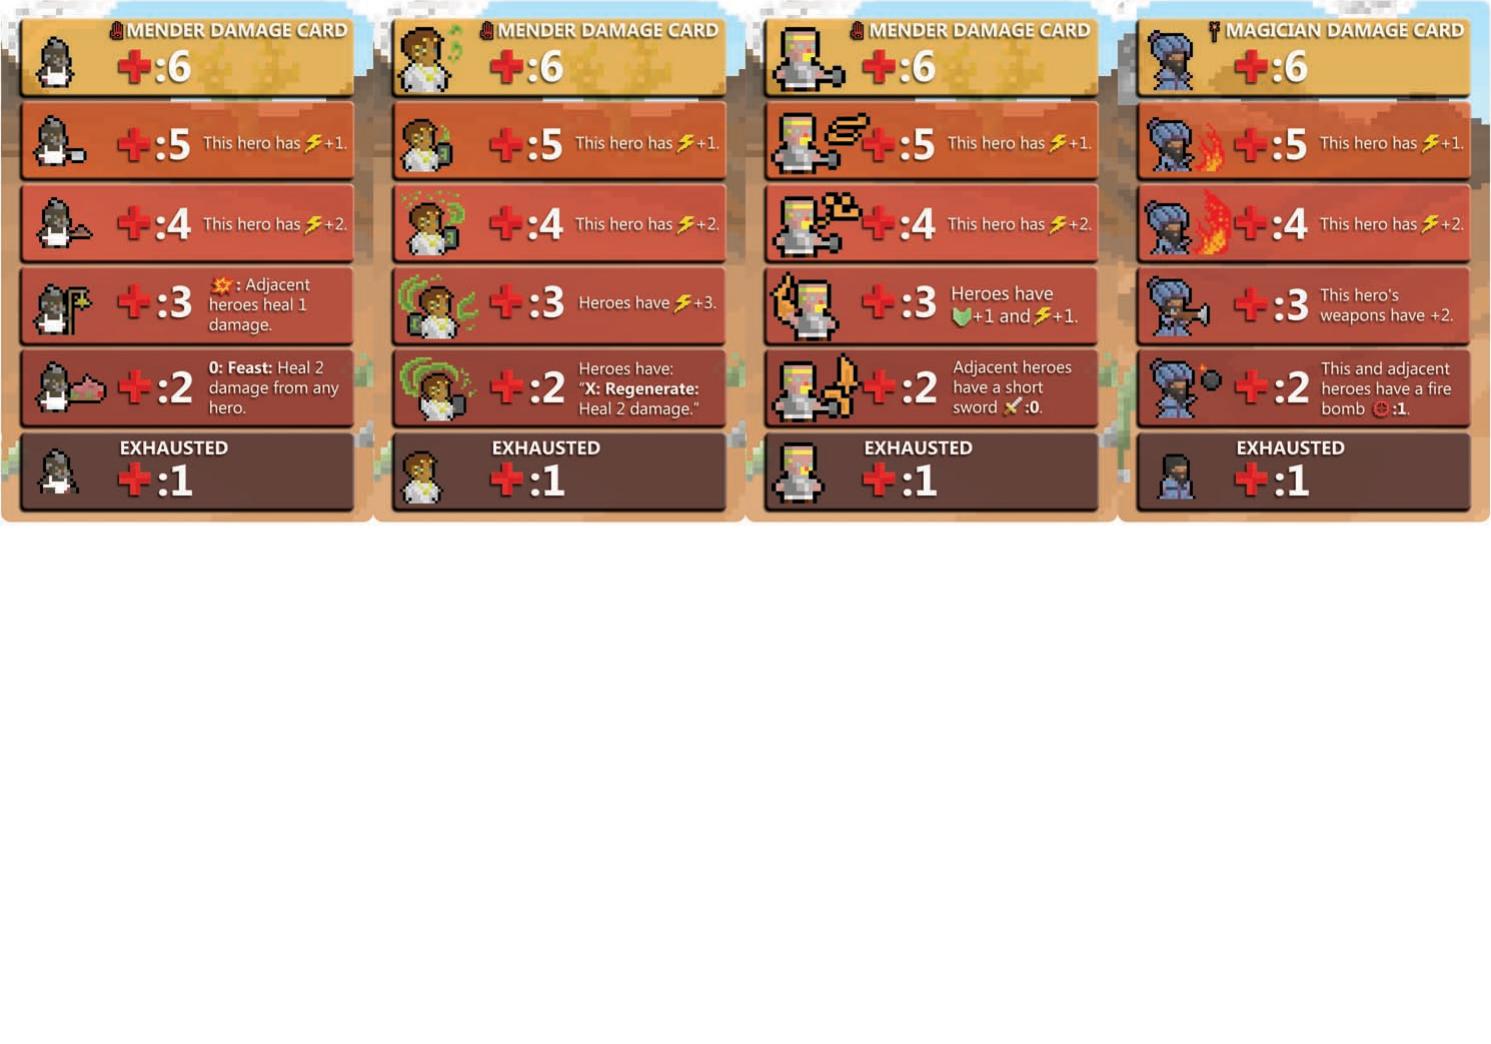 MENDER DAMAGE CARD
:6
:5 This hero has +1.
:4 This hero has +2.
:3
: Adjacent
heroes heal 1
damage.
:2
0: Feast: Heal 2
damage from any
hero.
EXHAUSTED
:1
MENDER DAMAGE CARD
:6
:5 This hero has +1.
:4 This hero has +2.
:3 Heroes have +3.
:2
Heroes have:
"X: Regenerate:
Heal 2 damage."
EXHAUSTED
:1
MENDER DAMAGE CARD
:6
:5 This hero has +1.
:4 This hero has +2.
:3
Heroes have
+1 and +1.
:2
Adjacent heroes
have a short
sword :0.
EXHAUSTED
:1
MAGICIAN DAMAGE CARD
:6
:5 This hero has +1.
:4 This hero has +2.
:3
This hero's
weapons have +2.
:2
This and adjacent
heroes have a fire
bomb :1.
EXHAUSTED
:1